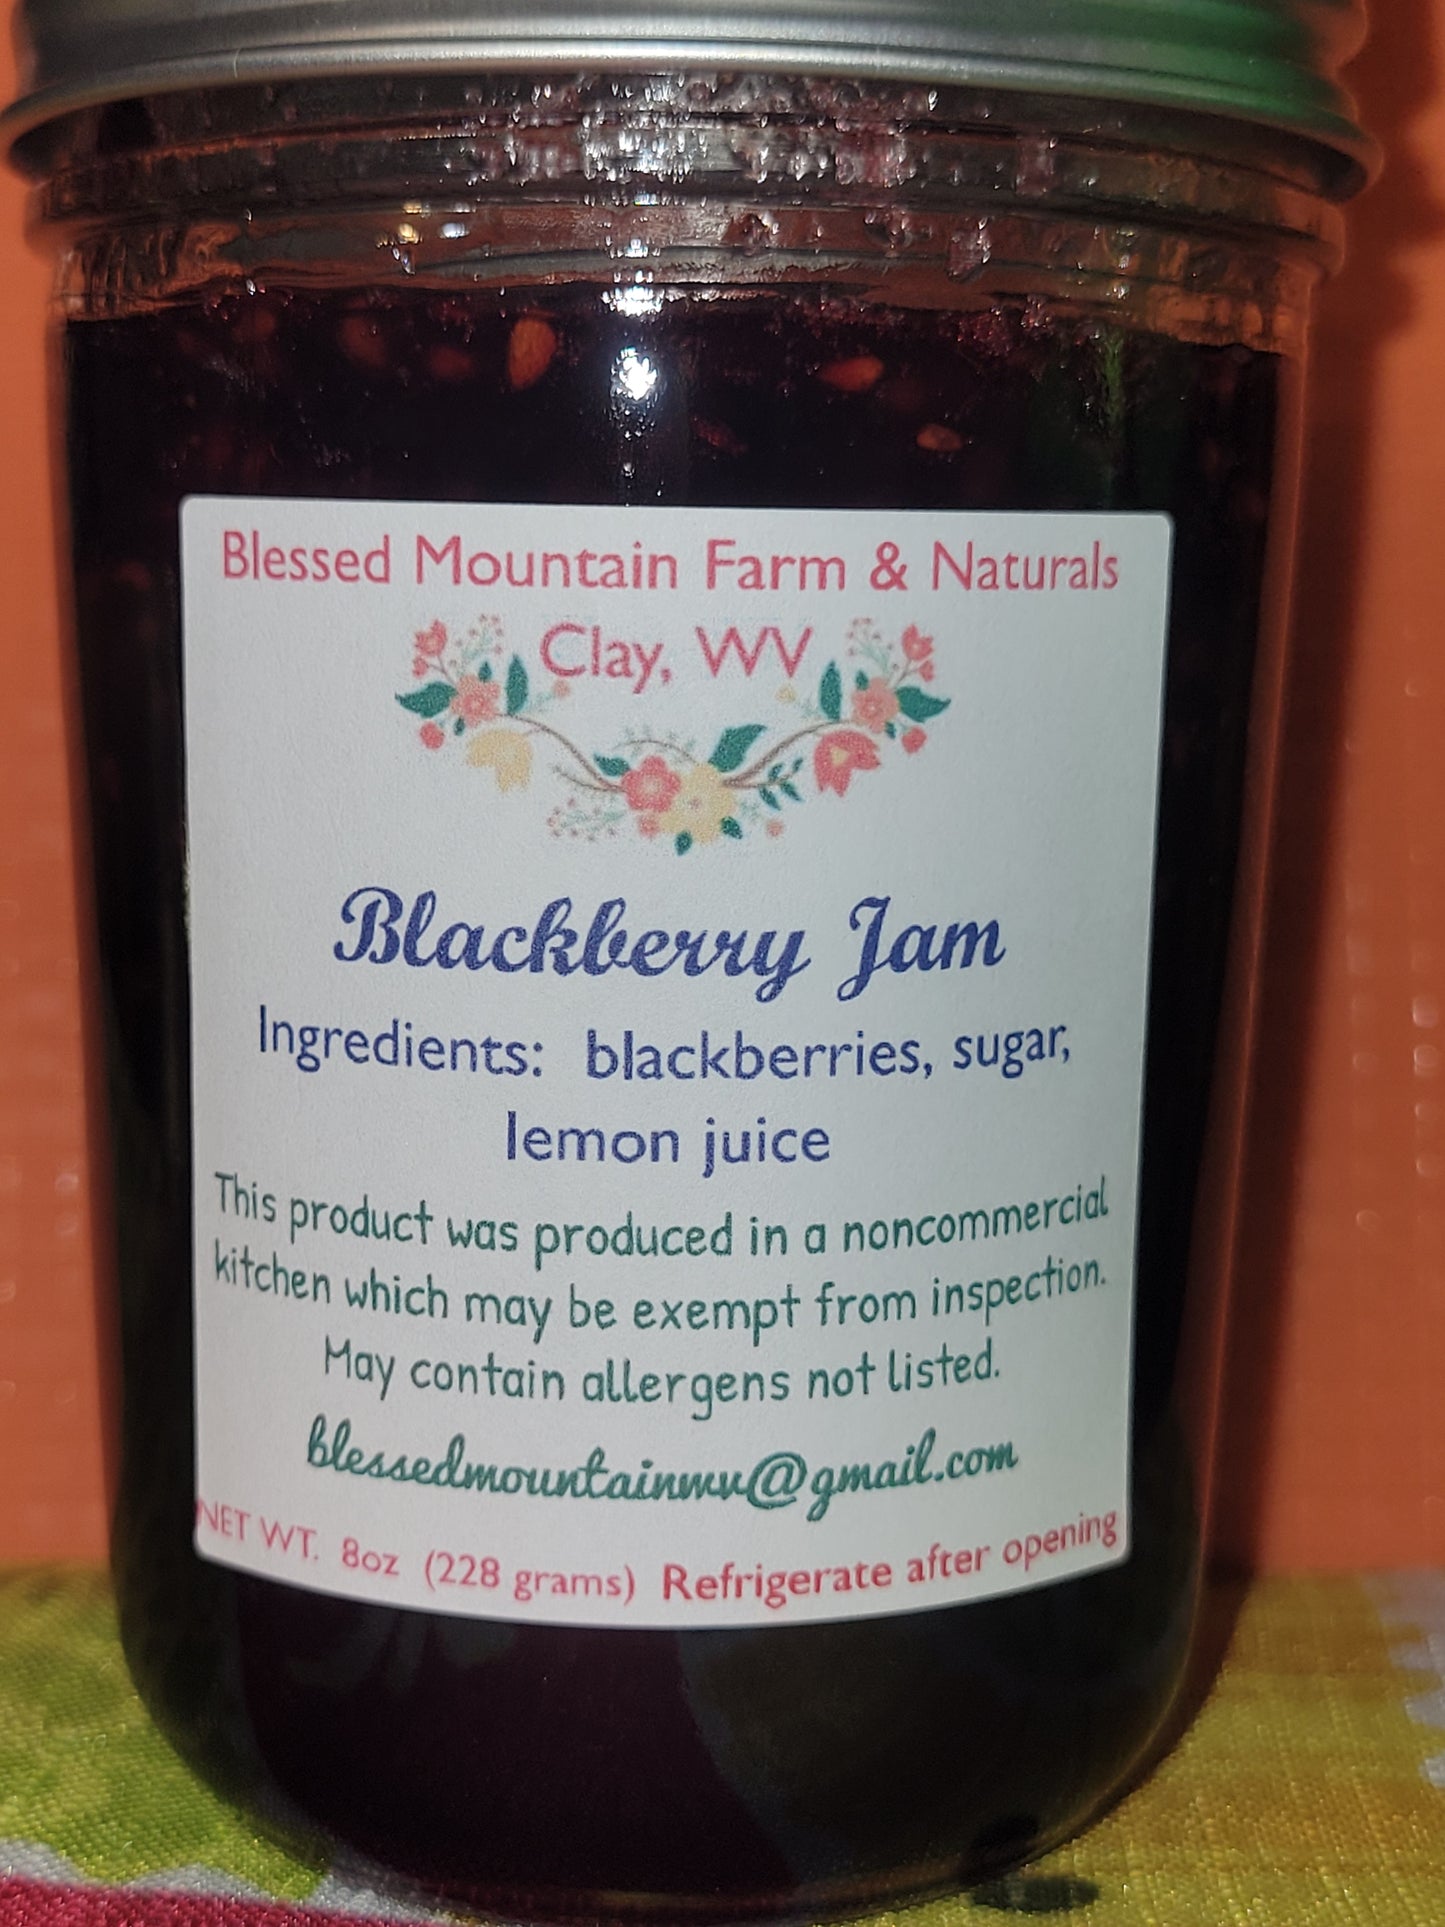 Blessed Mountain Farm & Naturals
Clay, WV
Blackberry Jam
Ingredients: blackberries, sugar,
lemon juice
This product was produced in a noncommercial
kitchen which may be exempt from inspection.
May contain allergens not listed.
blessedmountainwv@gmail.com
NET WT. 8oz (228 grams) Refrigerate after opening